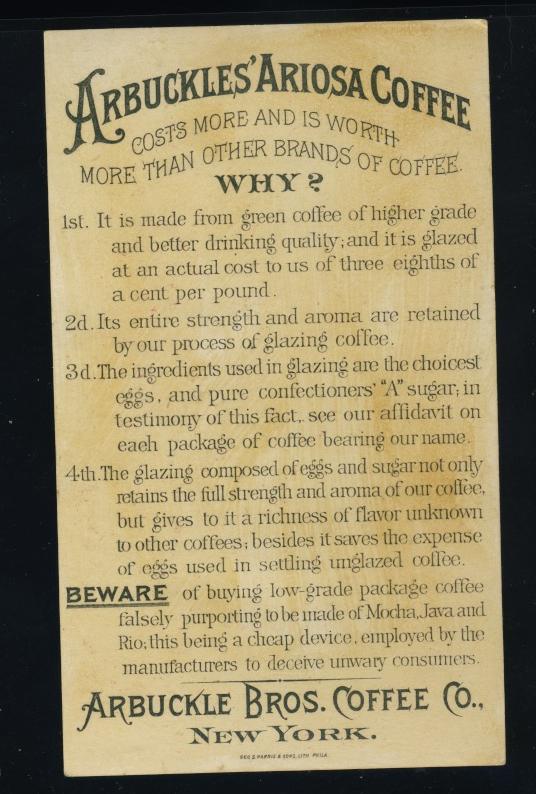 ARBUCKLES' ARIOSA COFFEE
COSTS MORE AND IS WORTH
MORE THAN OTHER BRANDS OF COFFEE.
WHY?
1st. It is made from green coffee of higher grade
and better drinking quality; and it is glazed
at an actual cost to us of three eighths of
a cent per pound.
2d. Its entire strength and aroma are retained
by our process of glazing coffee.
3d. The ingredients used in glazing are the choicest
eggs, and pure confectioners' "A" sugar; in
testimony of this fact, see our affidavit on
each package of coffee bearing our name.
4th. The glazing composed of eggs and sugar not only
retains the full strength and aroma of our coffee,
but gives to it a richness of flavor unknown
to other coffees; besides it saves the expense
of eggs used in settling unglazed coffee.
BEWARE of buying low-grade package coffee
falsely purporting to be made of Mocha, Java and
Rio; this being a cheap device, employed by the
manufacturers to deceive unwary consumers.
ARBUCKLE BROS. COFFEE CO.,
NEW YORK.
GEO. S. HARRIS & SONS, LITH. PHILA.